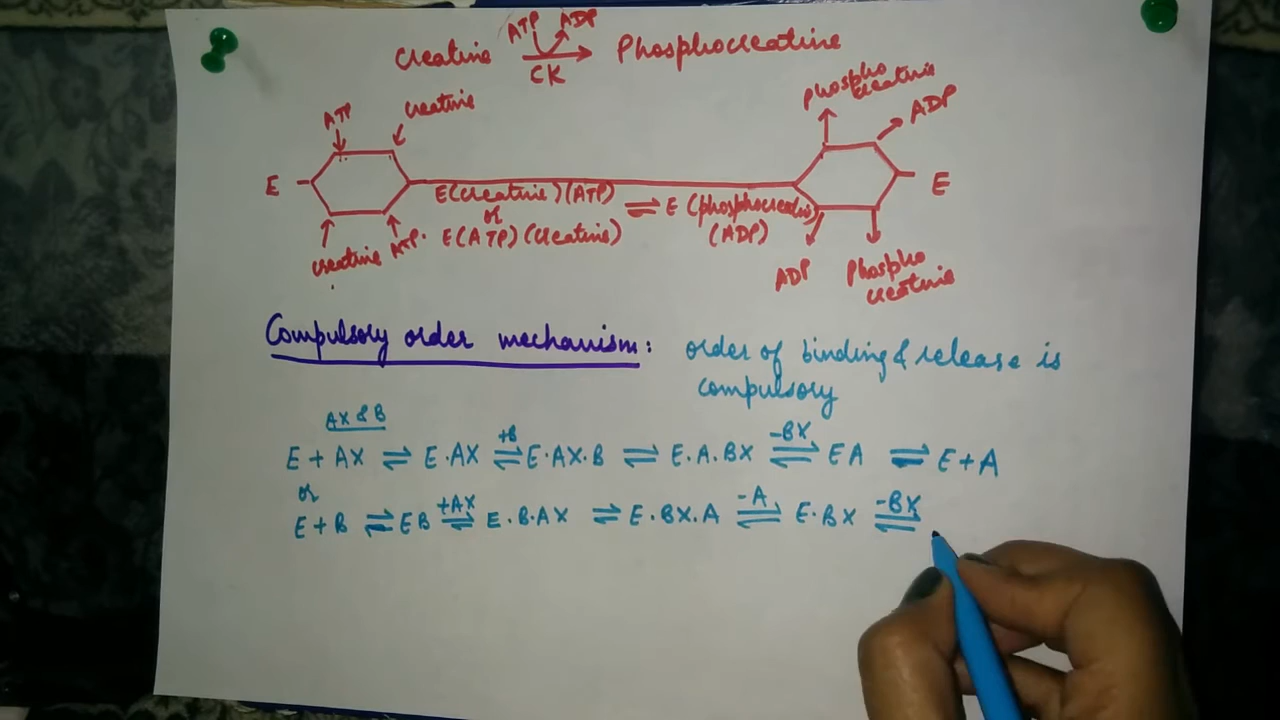 Creatine ATP ADP Phosphocreatine
CK
ATP creatine Phospho creatine ADP
E E(creatine)(ATP) ⇌ E (phosphocreatine) E
or
creatine ATP. E(ATP)(Creatine) (ADP)
ADP Phospho creatine
Compulsory order mechanism: order of binding & release is
compulsory
AX & B
E + AX ⇌ E·AX +B ⇌ E·AX·B ⇌ E.A.BX -BX ⇌ EA ⇌ E+A
or
E+B ⇌ EB +AX ⇌ E.B.AX ⇌ E.BX.A -A ⇌ E·BX -BX ⇌